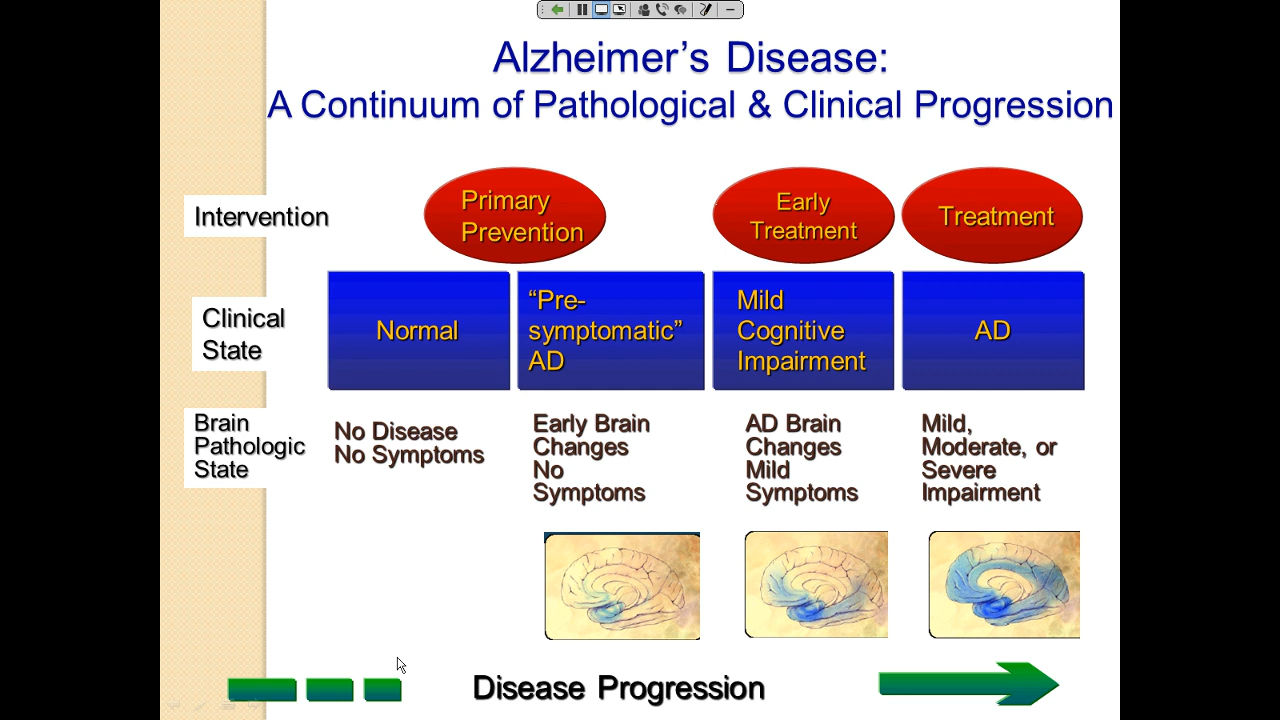 Alzheimer’s Disease:
A Continuum of Pathological & Clinical Progression
Intervention
Primary
Prevention
Early
Treatment
Treatment
Clinical
State
Normal
“Pre-
symptomatic”
AD
Mild
Cognitive
Impairment
AD
Brain
Pathologic
State
No Disease
No Symptoms
Early Brain
Changes
No
Symptoms
AD Brain
Changes
Mild
Symptoms
Mild,
Moderate, or
Severe
Impairment
Disease Progression